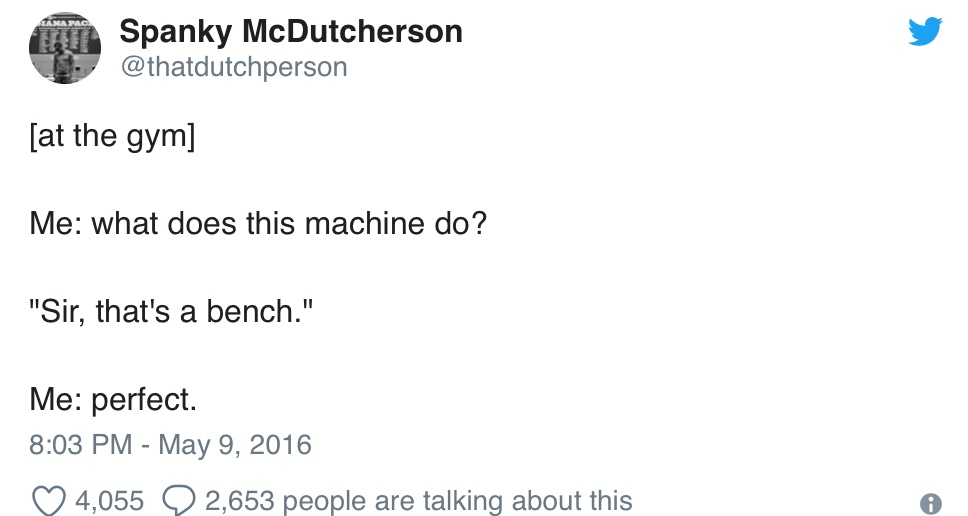 Spanky McDutcherson
@thatdutchperson
[at the gym]
Me: what does this machine do?
"Sir, that's a bench."
Me: perfect.
8:03 PM - May 9, 2016
4,055 2,653 people are talking about this